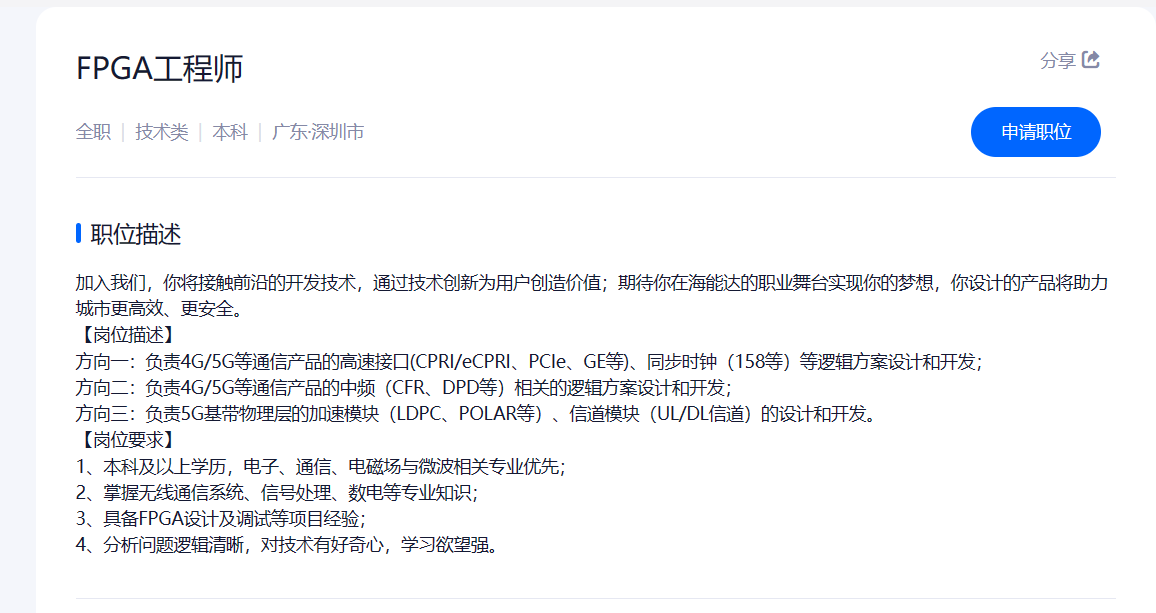 FPGA工程师
分享
全职 | 技术类 | 本科 | 广东·深圳市
申请职位
职位描述
加入我们，你将接触前沿的开发技术，通过技术创新为用户创造价值；期待你在海能达的职业舞台实现你的梦想，你设计的产品将助力
城市更高效、更安全。
【岗位描述】
方向一：负责4G/5G等通信产品的高速接口(CPRI/eCPRI、PCIe、GE等)、同步时钟（158等）等逻辑方案设计和开发；
方向二：负责4G/5G等通信产品的中频（CFR、DPD等）相关的逻辑方案设计和开发；
方向三：负责5G基带物理层的加速模块（LDPC、POLAR等）、信道模块（UL/DL信道）的设计和开发。
【岗位要求】
1、本科及以上学历，电子、通信、电磁场与微波相关专业优先；
2、掌握无线通信系统、信号处理、数电等专业知识；
3、具备FPGA设计及调试等项目经验；
4、分析问题逻辑清晰，对技术有好奇心，学习欲望强。